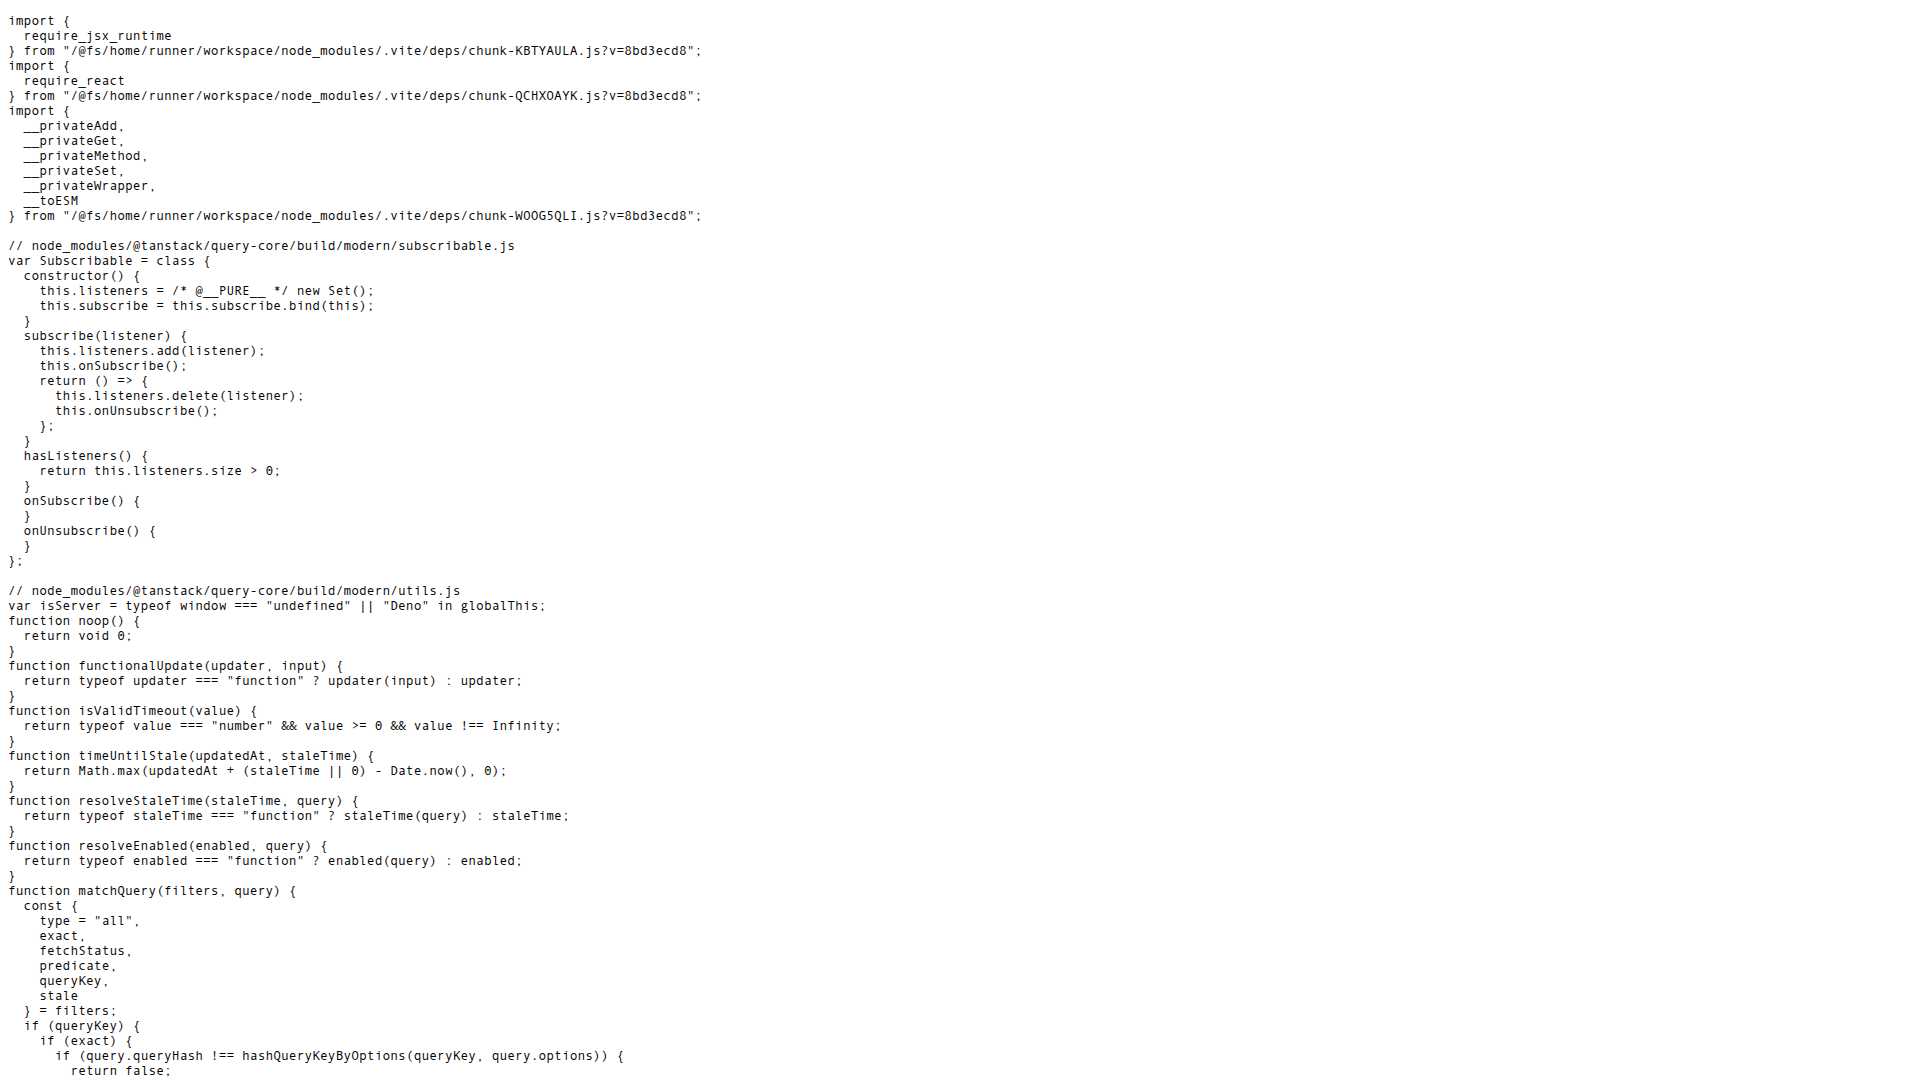 import {
  require_jsx_runtime
} from "/@fs/home/runner/workspace/node_modules/.vite/deps/chunk-KBTYAULA.js?v=8bd3ecd8";
import {
  require_react
} from "/@fs/home/runner/workspace/node_modules/.vite/deps/chunk-QCHXOAYK.js?v=8bd3ecd8";
import {
  __privateAdd,
  __privateGet,
  __privateMethod,
  __privateSet,
  __privateWrapper,
  __toESM
} from "/@fs/home/runner/workspace/node_modules/.vite/deps/chunk-WOOG5QLI.js?v=8bd3ecd8";

// node_modules/@tanstack/query-core/build/modern/subscribable.js
var Subscribable = class {
  constructor() {
    this.listeners = /* @__PURE__ */ new Set();
    this.subscribe = this.subscribe.bind(this);
  }
  subscribe(listener) {
    this.listeners.add(listener);
    this.onSubscribe();
    return () => {
      this.listeners.delete(listener);
      this.onUnsubscribe();
    };
  }
  hasListeners() {
    return this.listeners.size > 0;
  }
  onSubscribe() {
  }
  onUnsubscribe() {
  }
};

// node_modules/@tanstack/query-core/build/modern/utils.js
var isServer = typeof window === "undefined" || "Deno" in globalThis;
function noop() {
  return void 0;
}
function functionalUpdate(updater, input) {
  return typeof updater === "function" ? updater(input) : updater;
}
function isValidTimeout(value) {
  return typeof value === "number" && value >= 0 && value !== Infinity;
}
function timeUntilStale(updatedAt, staleTime) {
  return Math.max(updatedAt + (staleTime || 0) - Date.now(), 0);
}
function resolveStaleTime(staleTime, query) {
  return typeof staleTime === "function" ? staleTime(query) : staleTime;
}
function resolveEnabled(enabled, query) {
  return typeof enabled === "function" ? enabled(query) : enabled;
}
function matchQuery(filters, query) {
  const {
    type = "all",
    exact,
    fetchStatus,
    predicate,
    queryKey,
    stale
  } = filters;
  if (queryKey) {
    if (exact) {
      if (query.queryHash !== hashQueryKeyByOptions(queryKey, query.options)) {
        return false;